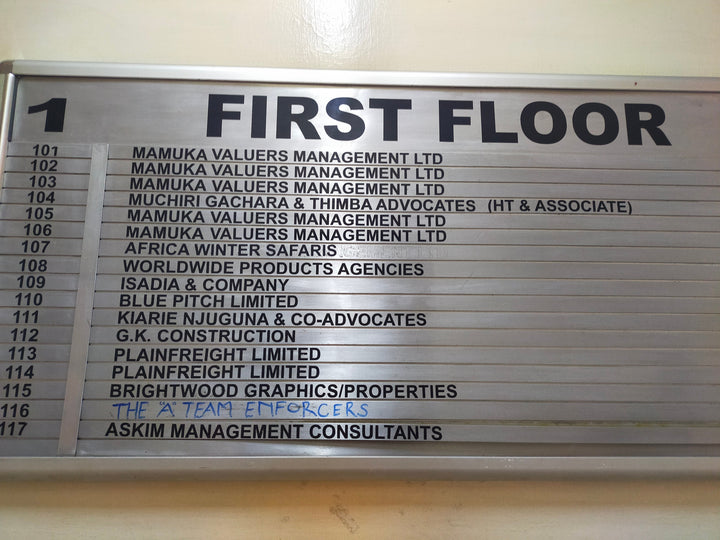 1 FIRST FLOOR
101 MAMUKA VALUERS MANAGEMENT LTD
102 MAMUKA VALUERS MANAGEMENT LTD
103 MAMUKA VALUERS MANAGEMENT LTD
104 MUCHIRI GACHARA & THIMBA ADVOCATES (HT & ASSOCIATE)
105 MAMUKA VALUERS MANAGEMENT LTD
106 MAMUKA VALUERS MANAGEMENT LTD
107 AFRICA WINTER SAFARIS
108 WORLDWIDE PRODUCTS AGENCIES
109 ISADIA & COMPANY
110 BLUE PITCH LIMITED
111 KIARIE NJUGUNA & CO-ADVOCATES
112 G.K. CONSTRUCTION
113 PLAINFREIGHT LIMITED
114 PLAINFREIGHT LIMITED
115 BRIGHTWOOD GRAPHICS/PROPERTIES
116 THE "A" TEAM ENFORCERS
117 ASKIM MANAGEMENT CONSULTANTS